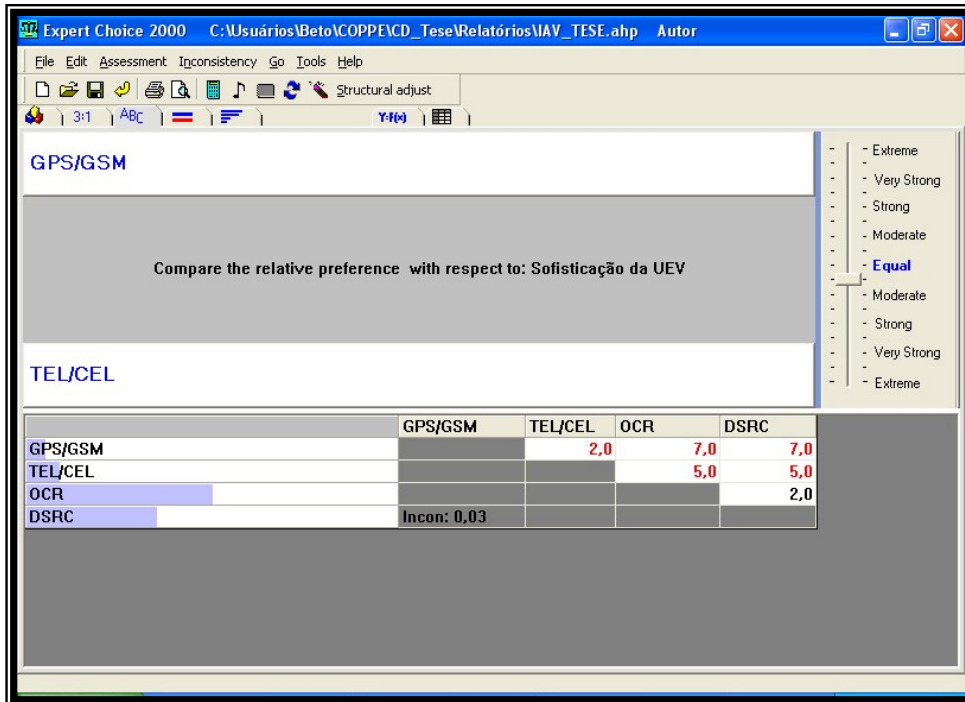 Expert Choice 2000 C:\Usuários\Beto\COPPE\CD_Tese\Relatórios\IAV_TESE.ahp Autor
File Edit Assessment Inconsistency Go Tools Help
Structural adjust
3:1 ABC Y:f(x)
GPS/GSM
Compare the relative preference with respect to: Sofisticação da UEV
TEL/CEL
Extreme
Very Strong
Strong
Moderate
Equal
Moderate
Strong
Very Strong
Extreme
GPS/GSM TEL/CEL OCR DSRC
GPS/GSM 2,0 7,0 7,0
TEL/CEL 5,0 5,0
OCR 2,0
DSRC Incon: 0,03